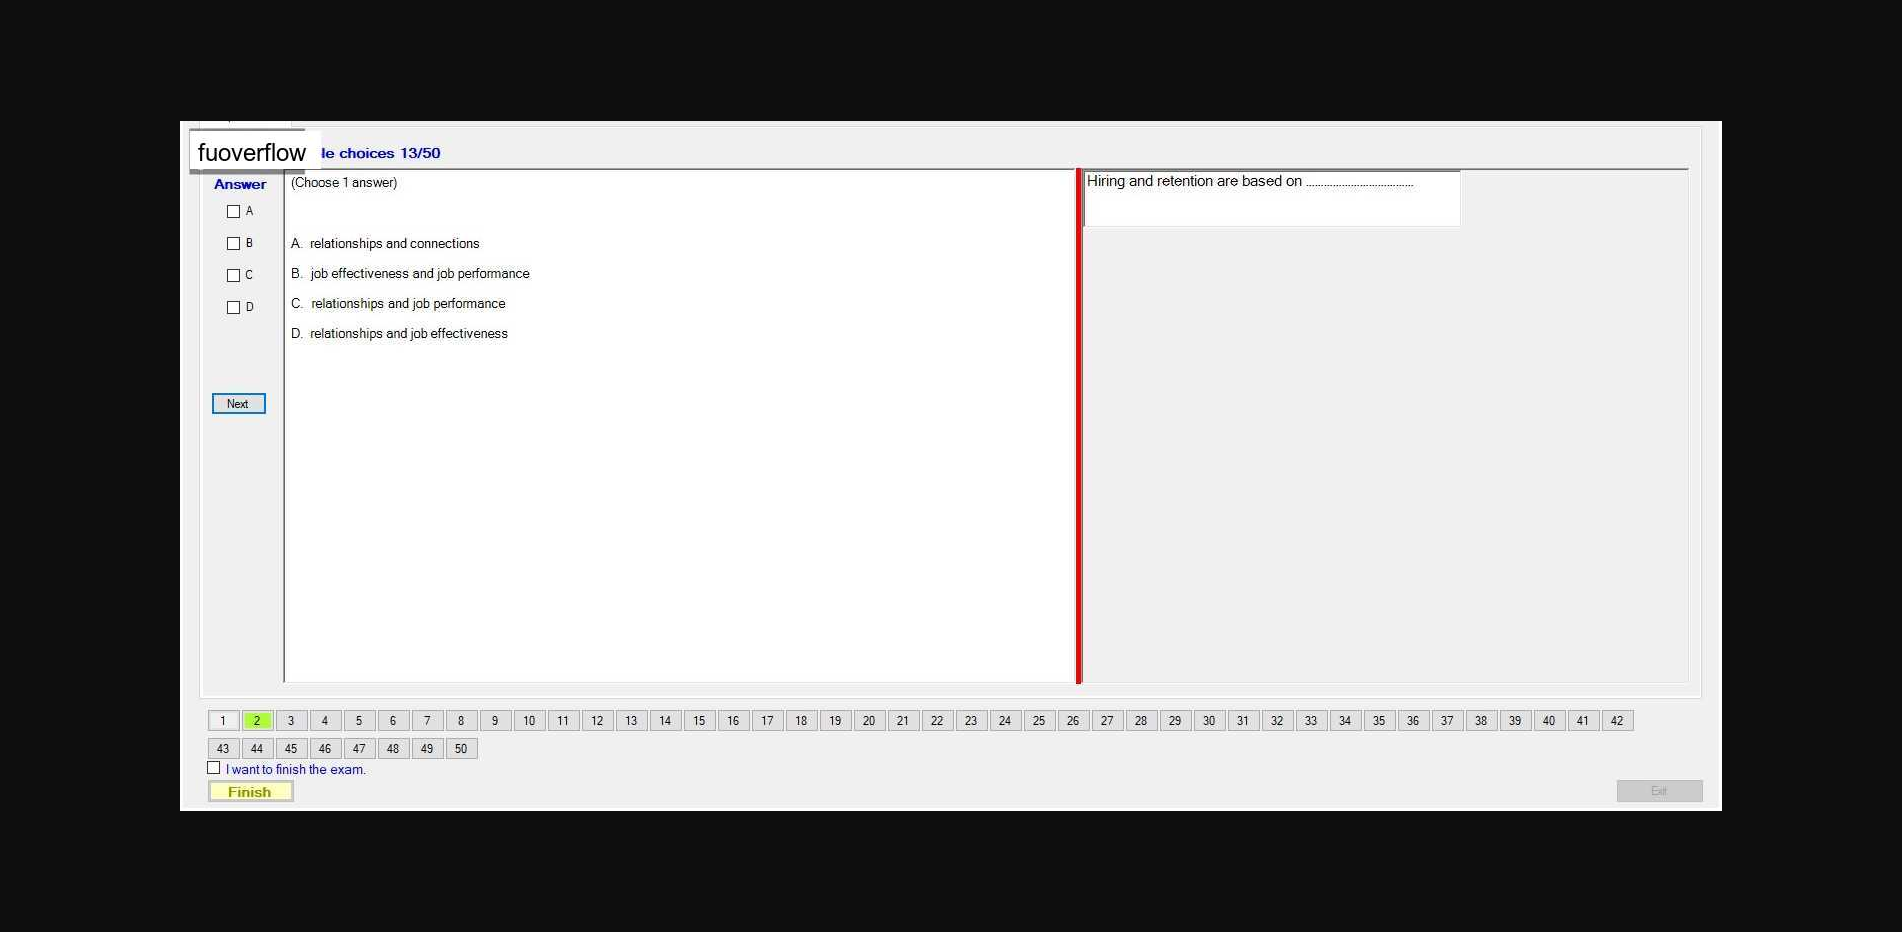 fuoverflow
le choices 13/50
Answer
(Choose 1 answer)
Hiring and retention are based on ....................................
A
B
C
D
A. relationships and connections
B. job effectiveness and job performance
C. relationships and job performance
D. relationships and job effectiveness
Next
1 2 3 4 5 6 7 8 9 10 11 12 13 14 15 16 17 18 19 20 21 22 23 24 25 26 27 28 29 30 31 32 33 34 35 36 37 38 39 40 41 42
43 44 45 46 47 48 49 50
I want to finish the exam.
Finish
Exit